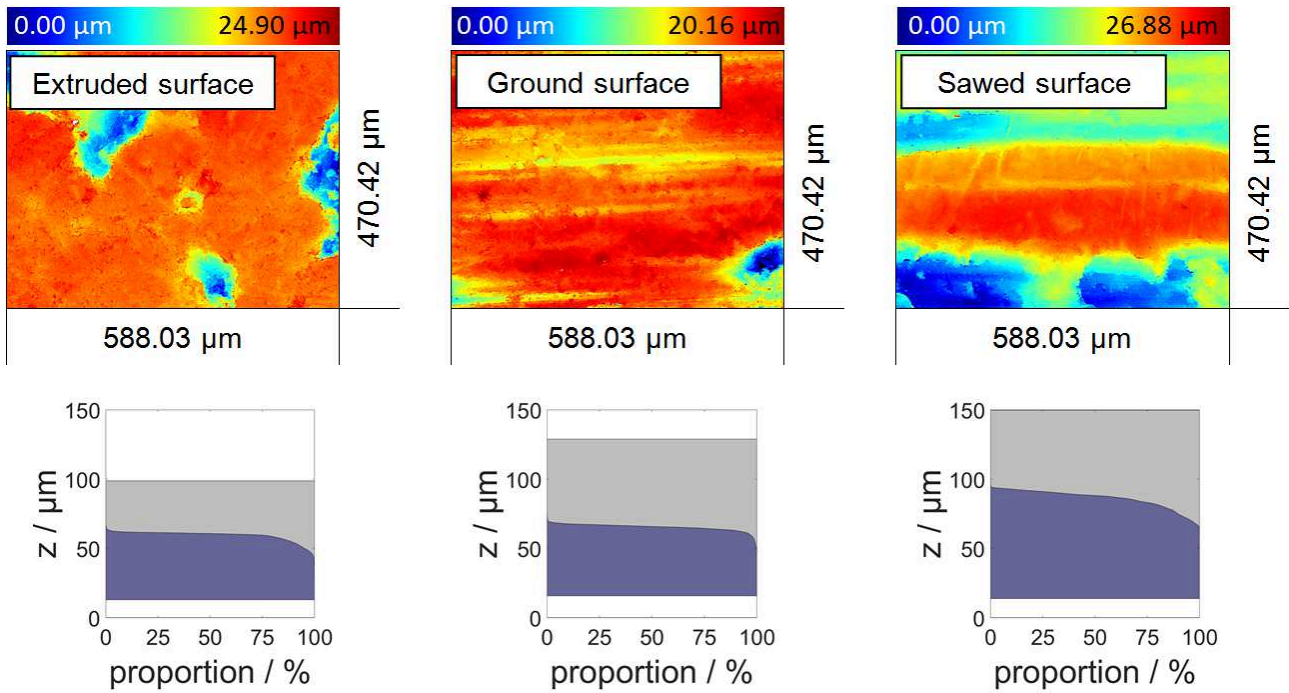 0.00 µm 24.90 µm
Extruded surface
470.42 µm
588.03 µm
0.00 µm 20.16 µm
Ground surface
470.42 µm
588.03 µm
0.00 µm 26.88 µm
Sawed surface
470.42 µm
588.03 µm
150
100
50
0
z / µm
0 25 50 75 100
proportion / %
150
100
50
0
z / µm
0 25 50 75 100
proportion / %
150
100
50
0
z / µm
0 25 50 75 100
proportion / %